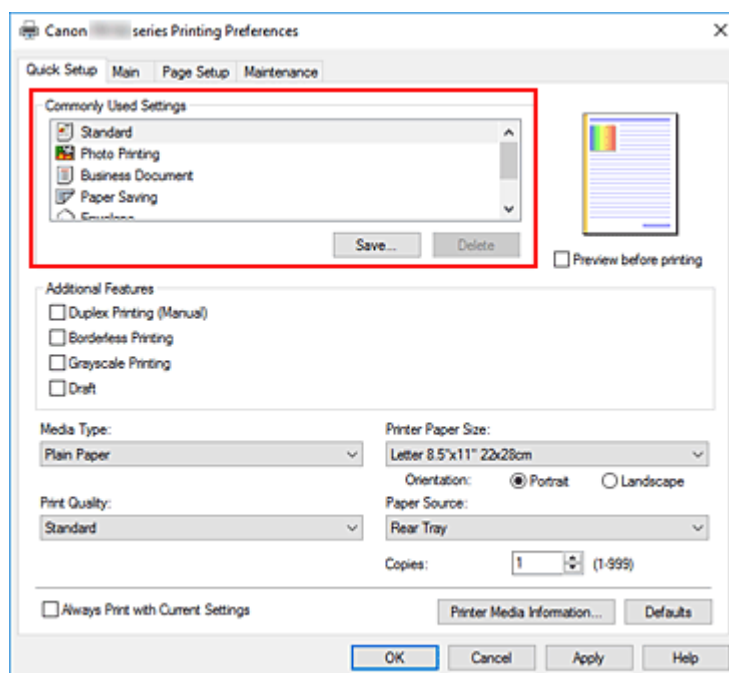 Canon series Printing Preferences
Quick Setup Main Page Setup Maintenance
Commonly Used Settings
Standard
Photo Printing
Business Document
Paper Saving
Save... Delete
Preview before printing
Additional Features
Duplex Printing (Manual)
Borderless Printing
Grayscale Printing
Draft
Media Type: Printer Paper Size:
Plain Paper Letter 8.5"x11" 22x28cm
Orientation: Portrait Landscape
Print Quality: Paper Source:
Standard Rear Tray
Copies: 1 (1-999)
Always Print with Current Settings Printer Media Information... Defaults
OK Cancel Apply Help